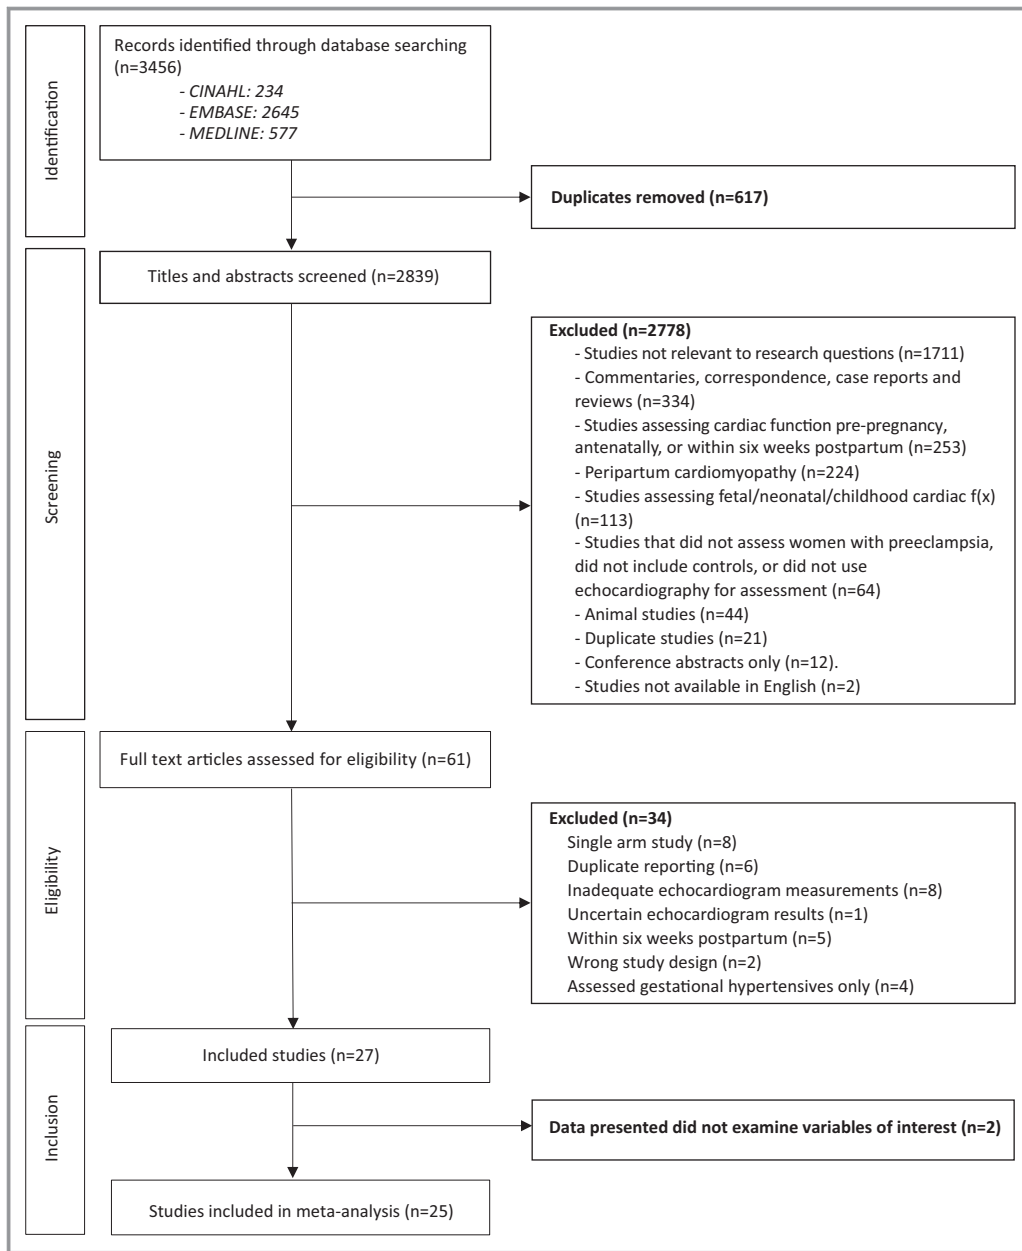 Identification
Records identified through database searching
(n=3456)
- CINAHL: 234
- EMBASE: 2645
- MEDLINE: 577
Duplicates removed (n=617)
Screening
Titles and abstracts screened (n=2839)
Excluded (n=2778)
- Studies not relevant to research questions (n=1711)
- Commentaries, correspondence, case reports and
reviews (n=334)
- Studies assessing cardiac function pre-pregnancy,
antenatally, or within six weeks postpartum (n=253)
- Peripartum cardiomyopathy (n=224)
- Studies assessing fetal/neonatal/childhood cardiac f(x)
(n=113)
- Studies that did not assess women with preeclampsia,
did not include controls, or did not use
echocardiography for assessment (n=64)
- Animal studies (n=44)
- Duplicate studies (n=21)
- Conference abstracts only (n=12).
- Studies not available in English (n=2)
Eligibility
Full text articles assessed for eligibility (n=61)
Excluded (n=34)
Single arm study (n=8)
Duplicate reporting (n=6)
Inadequate echocardiogram measurements (n=8)
Uncertain echocardiogram results (n=1)
Within six weeks postpartum (n=5)
Wrong study design (n=2)
Assessed gestational hypertensives only (n=4)
Inclusion
Included studies (n=27)
Data presented did not examine variables of interest (n=2)
Studies included in meta-analysis (n=25)